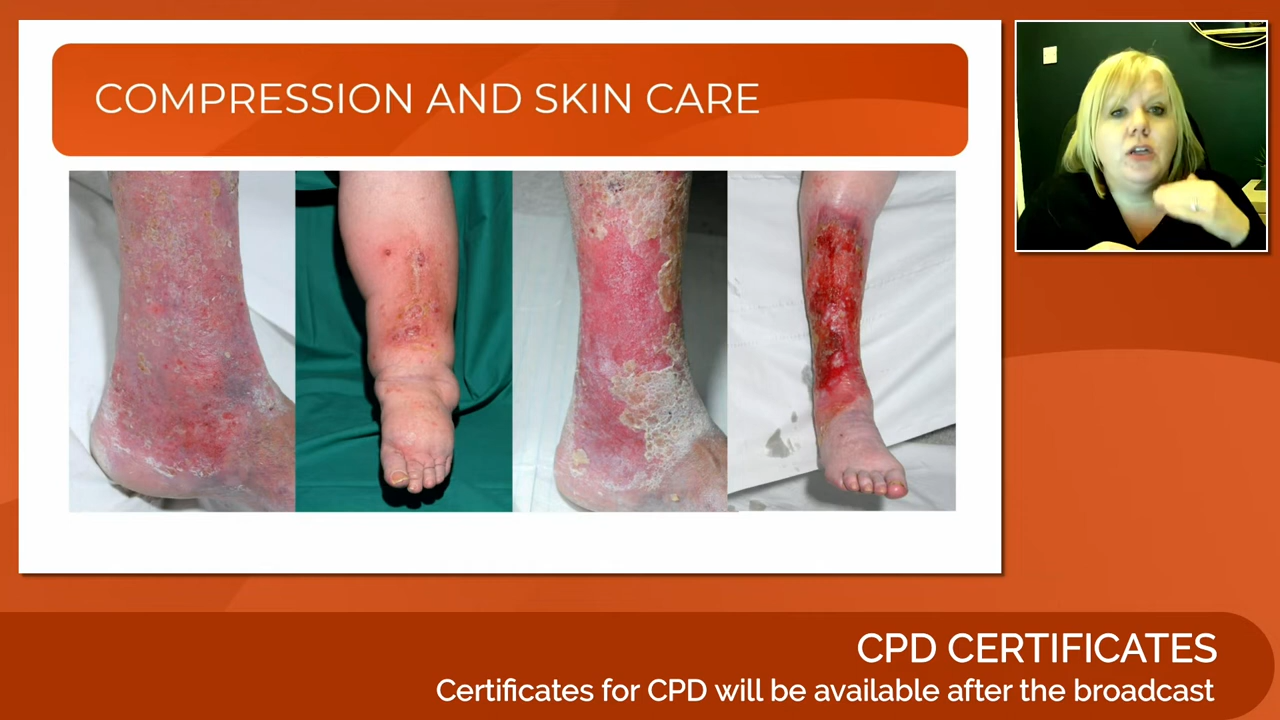 COMPRESSION AND SKIN CARE
CPD CERTIFICATES
Certificates for CPD will be available after the broadcast